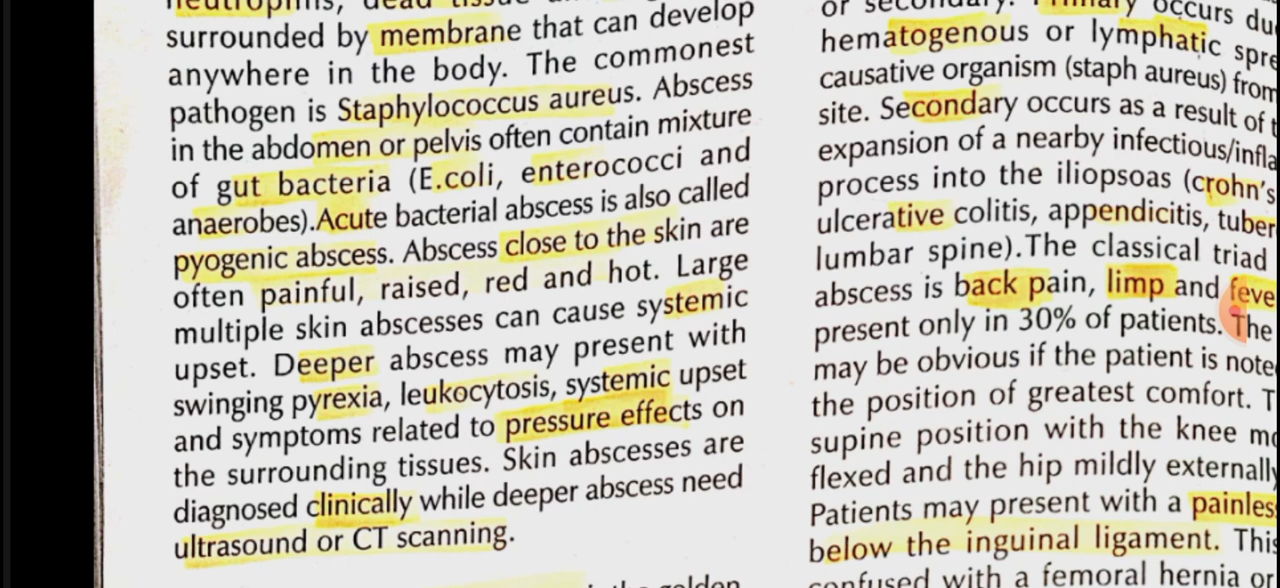 surrounded by membrane that can develop
anywhere in the body. The commonest
pathogen is Staphylococcus aureus. Abscess
in the abdomen or pelvis often contain mixture
of gut bacteria (E.coli, enterococci and
anaerobes).Acute bacterial abscess is also called
pyogenic abscess. Abscess close to the skin are
often painful, raised, red and hot. Large
multiple skin abscesses can cause systemic
upset. Deeper abscess may present with
swinging pyrexia, leukocytosis, systemic upset
and symptoms related to pressure effects on
the surrounding tissues. Skin abscesses are
diagnosed clinically while deeper abscess need
ultrasound or CT scanning.
occurs
hematogenous or lymphatic
causative organism (staph aureus) from
site. Secondary occurs as a result of
expansion of a nearby infectious/
process into the iliopsoas (crohn's
ulcerative colitis, appendicitis,
lumbar spine).The classical triad
abscess is back pain, limp and
present only in 30% of patients. The
may be obvious if the patient is
the position of greatest comfort.
supine position with the knee
flexed and the hip mildly
Patients may present with a
below the inguinal ligament.
confused with a femoral hernia or